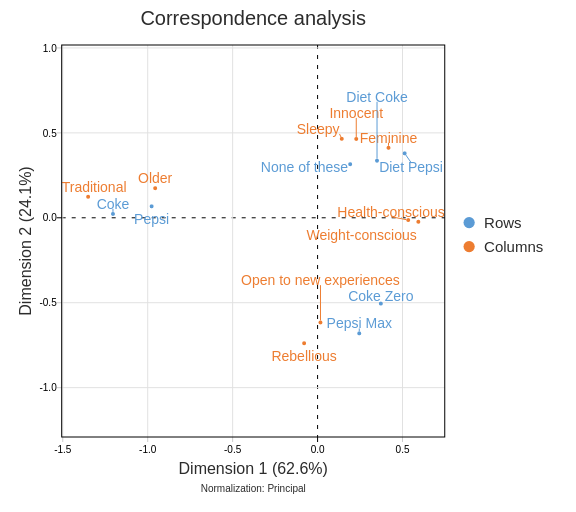 Correspondence analysis
1.0
Diet Coke
Innocent
Sleepy
0.5
Feminine
None of these
Diet Pepsi
Older
Traditional
Coke
Health-conscious
Pepsi
0.0
Rows
Weight-conscious
Columns
Dimension 2 (24.1%)
Open to new experiences
Coke Zero
-0.5
Pepsi Max
Rebellious
-1.0
-1.5 -1.0 -0.5 0.0 0.5
Dimension 1 (62.6%)
Normalization: Principal